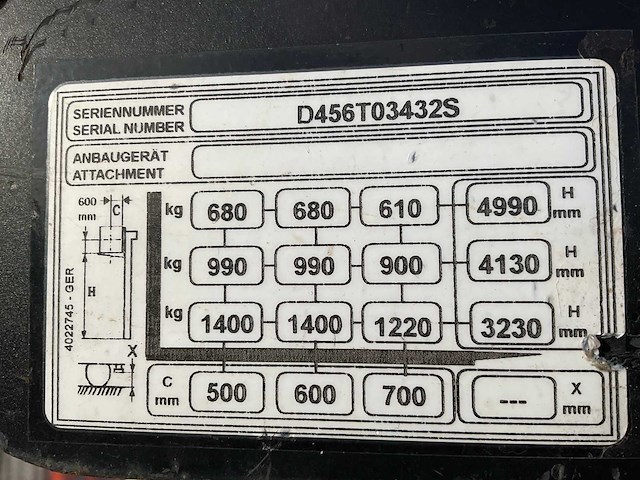 SERIENNUMMER
SERIAL NUMBER D456T03432S
ANBAUGERÄT
ATTACHMENT
600 mm C kg 680 680 610 4990 H mm
H kg 990 990 900 4130 H mm
kg 1400 1400 1220 3230 H mm
X C mm 500 600 700 --- X mm
4022745 - GER